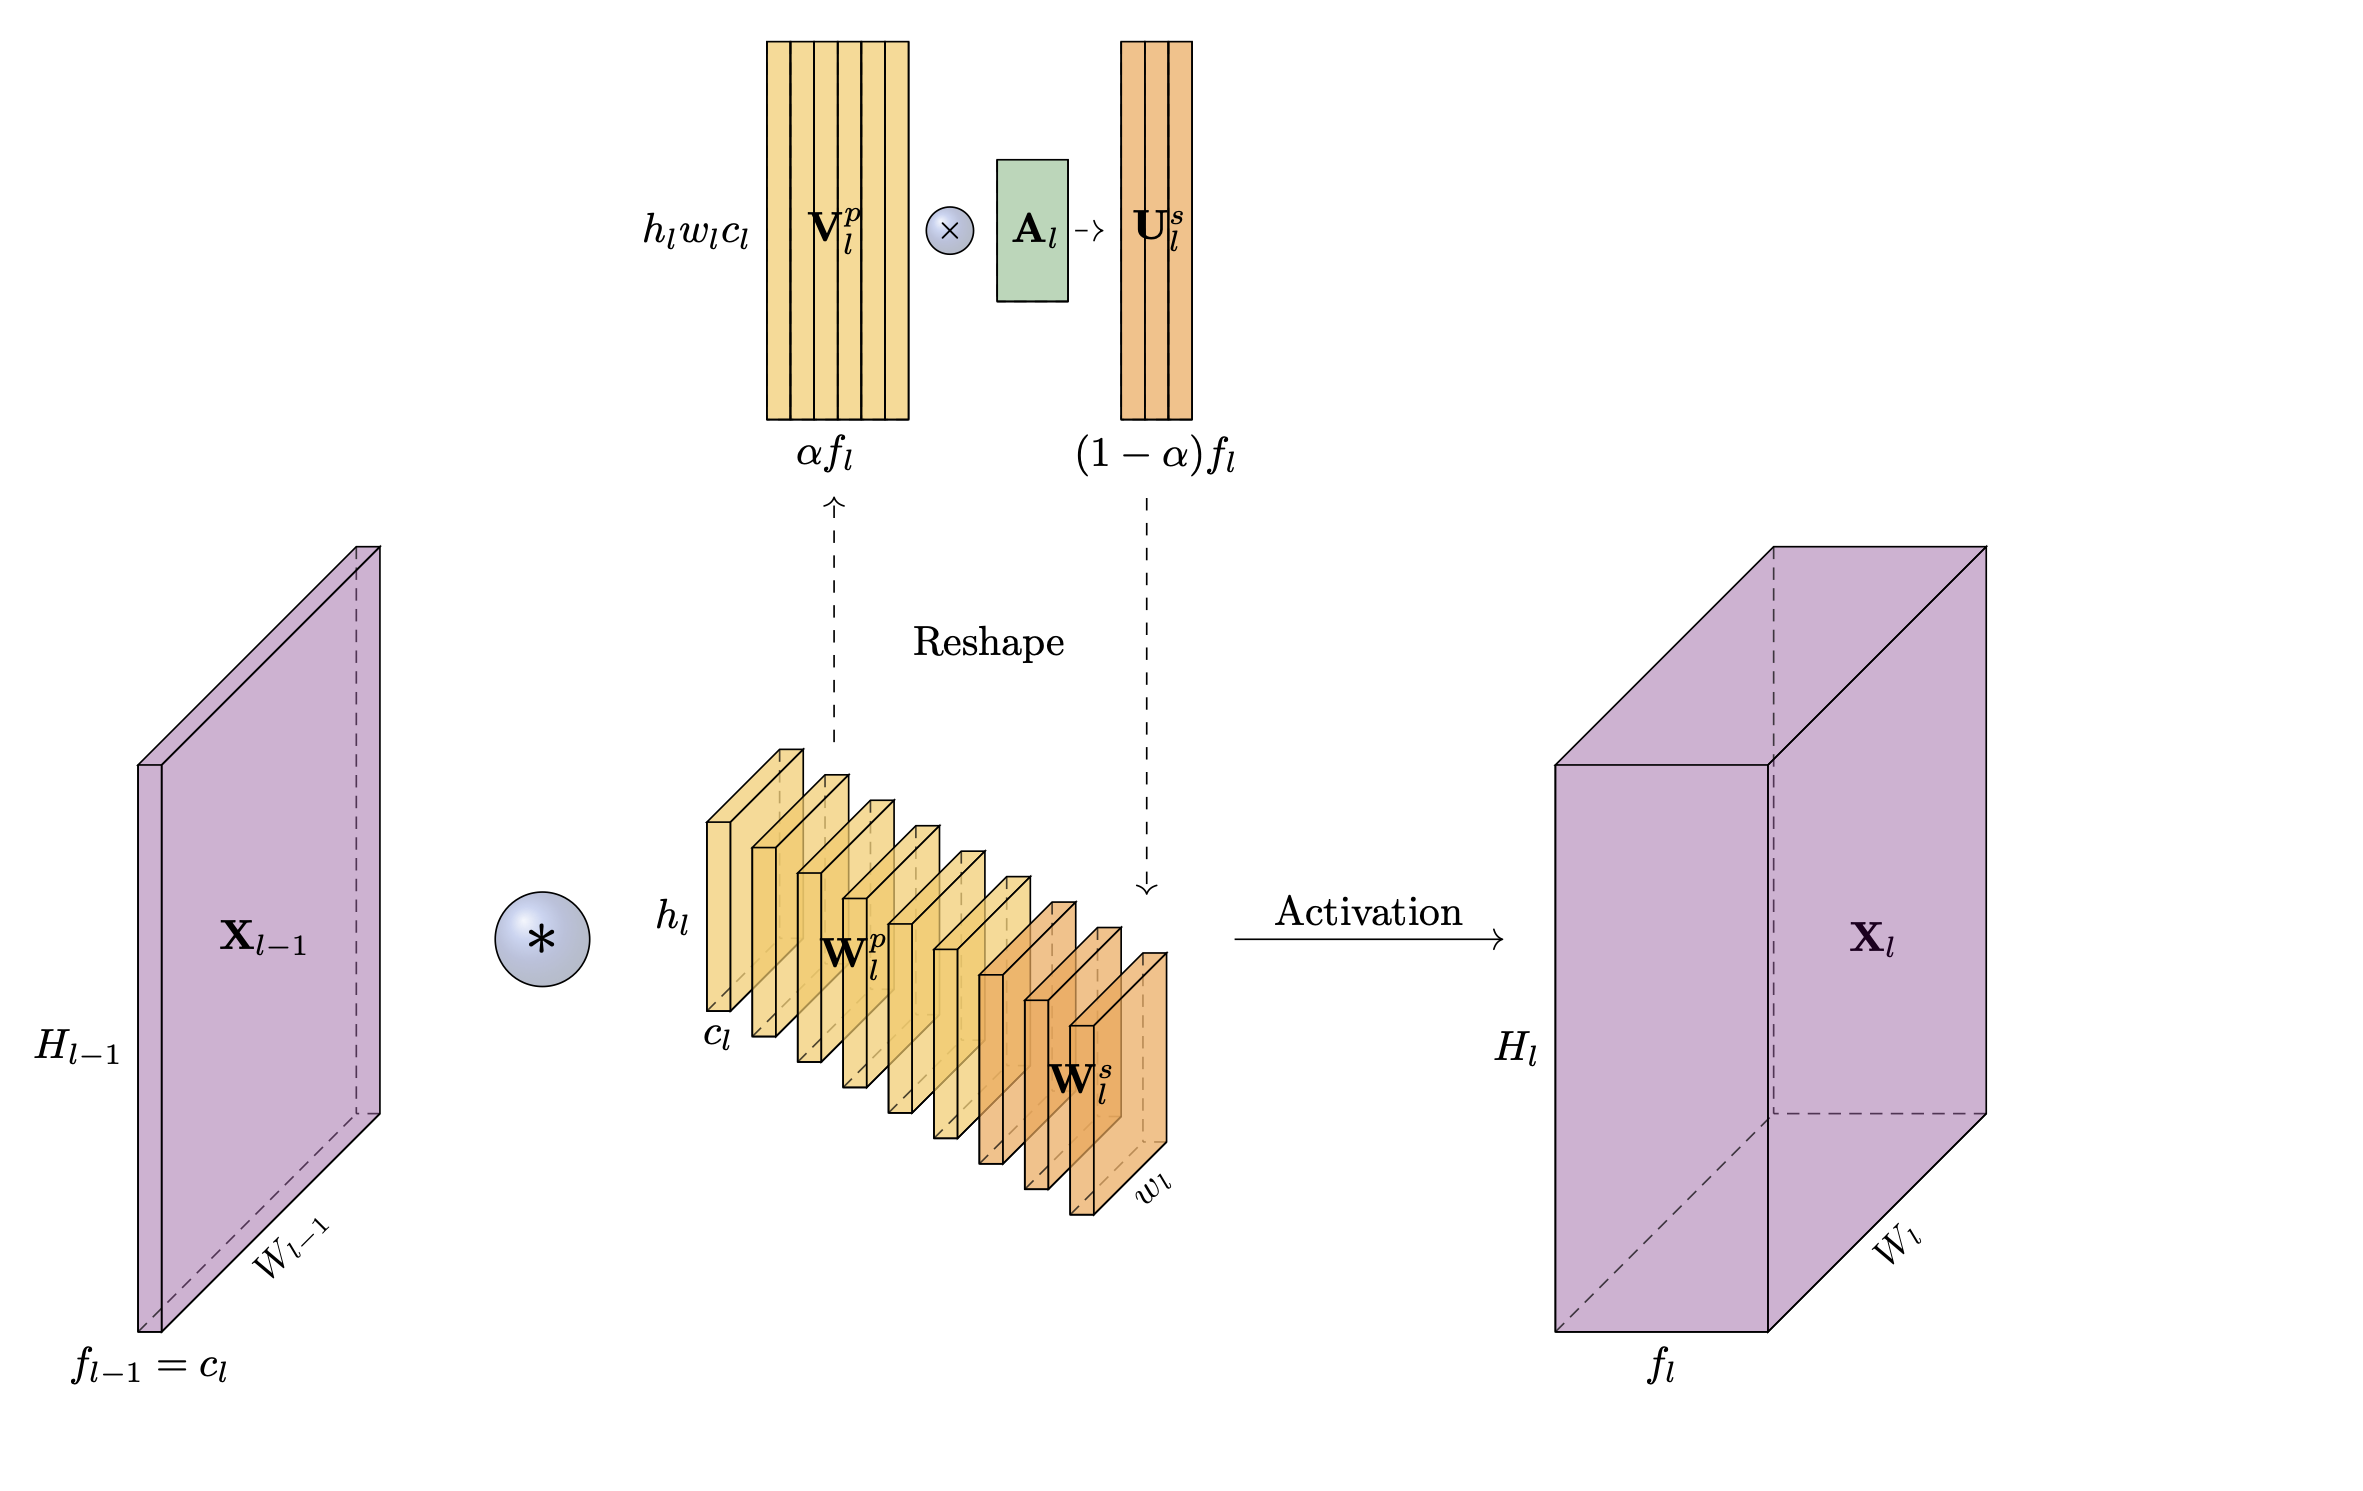 $h_l w_l c_l$
$\mathbf{V}_l^p$
×
$\mathbf{A}_l$
$\mathbf{U}_l^s$
$\alpha f_l$
$(1 - \alpha) f_l$
Reshape
$\mathbf{X}_{l-1}$
$H_{l-1}$
$W_{l-1}$
$f_{l-1} = c_l$
*
$h_l$
$\mathbf{W}_l^p$
$c_l$
$\mathbf{W}_l^s$
$w_l$
Activation
$\mathbf{X}_l$
$H_l$
$W_l$
$f_l$